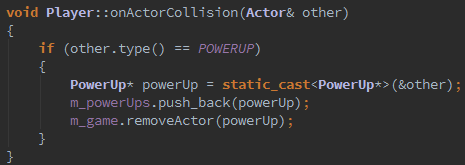 void Player::onActorCollision(Actor& other)
{
    if (other.type() == POWERUP)
    {
        PowerUp* powerUp = static_cast<PowerUp*>(&other);
        m_powerUps.push_back(powerUp);
        m_game.removeActor(powerUp);
    }
}